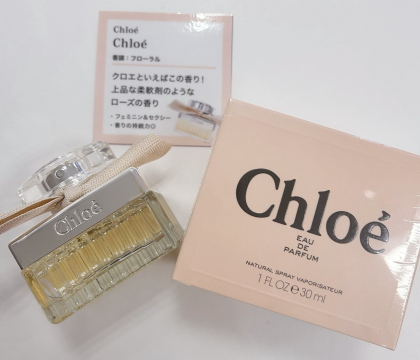 Chloé
Chloé
香調：フローラル
クロエといえばこの香り！
上品な柔軟剤のような
ローズの香り
・フェミニン&セクシー
・香りの持続力◎
Chloé
Chloé
EAU
DE
PARFUM
NATURAL SPRAY VAPORISATEUR
1 FL OZ e 30 ml